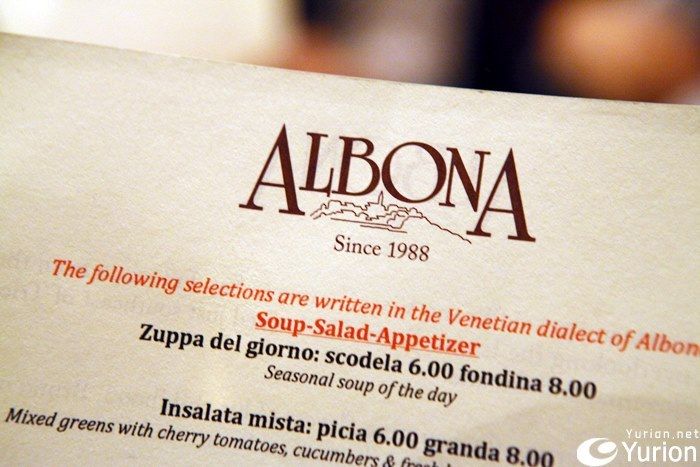 ALBONA
Since 1988
The following selections are written in the Venetian dialect of Albon
Soup-Salad-Appetizer
Zuppa del giorno: scodela 6.00 fondina 8.00
Seasonal soup of the day
Insalata mista: picia 6.00 granda 8.00
Mixed greens with cherry tomatoes, cucumbers &
Yurian.net
Yurion